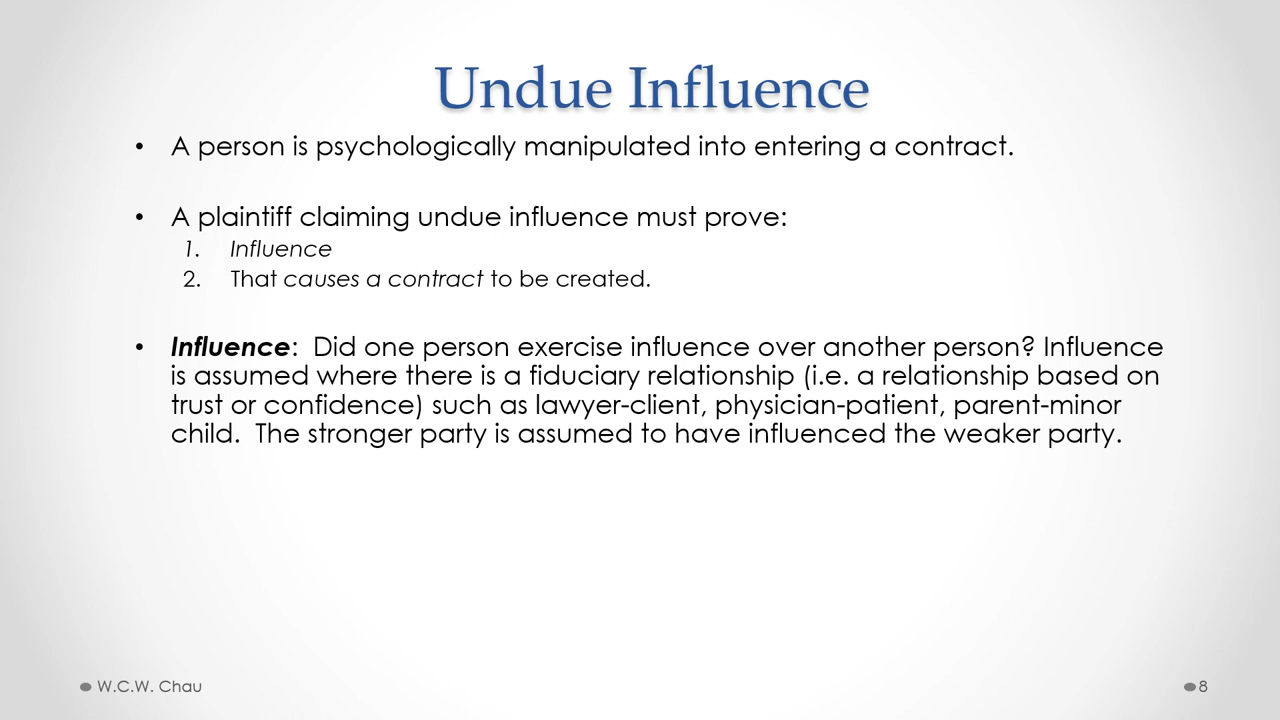 Undue Influence
• A person is psychologically manipulated into entering a contract.
• A plaintiff claiming undue influence must prove:
1. Influence
2. That causes a contract to be created.
• Influence:  Did one person exercise influence over another person? Influence
is assumed where there is a fiduciary relationship (i.e. a relationship based on
trust or confidence) such as lawyer-client, physician-patient, parent-minor
child.  The stronger party is assumed to have influenced the weaker party.
W.C.W. Chau
8